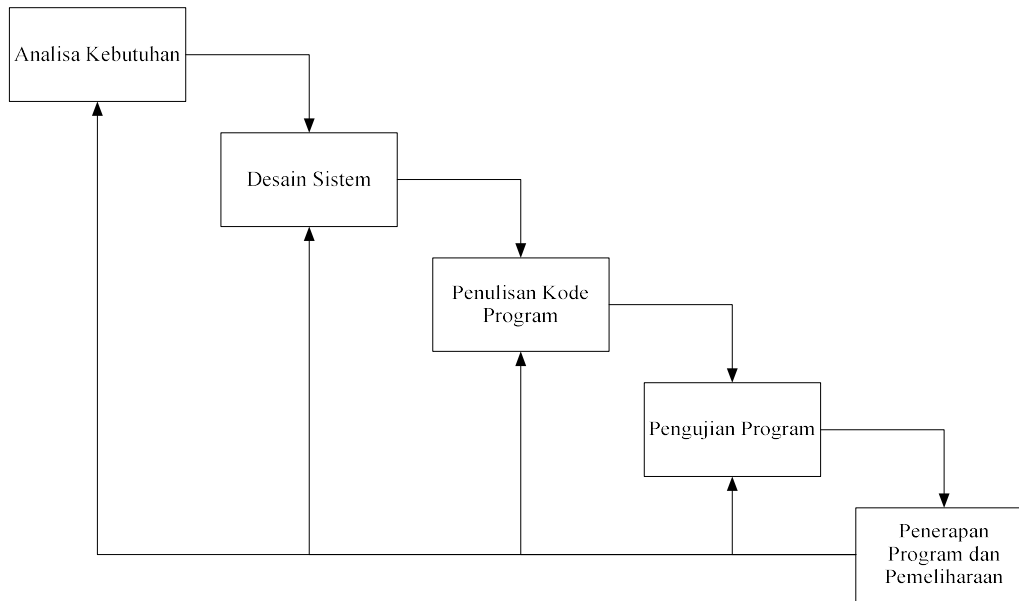 Analisa Kebutuhan
Desain Sistem
Penulisan Kode
Program
Pengujian Program
Penerapan
Program dan
Pemeliharaan